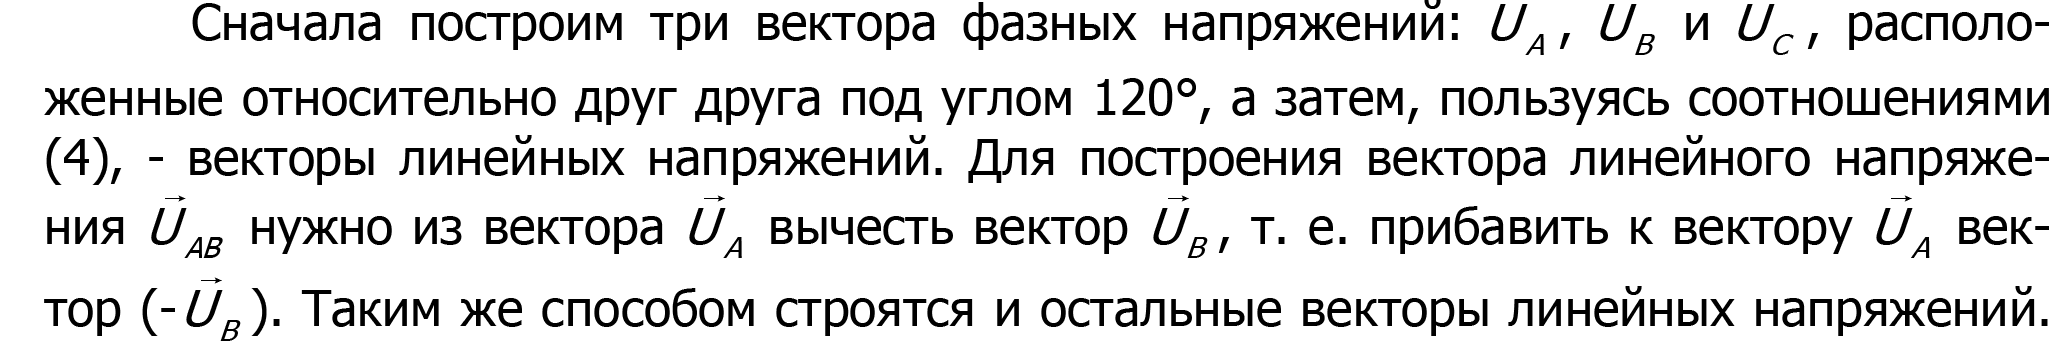 Сначала построим три вектора фазных напряжений: U_A, U_B и U_C, располо-
женные относительно друг друга под углом 120°, а затем, пользуясь соотношениями
(4), - векторы линейных напряжений. Для построения вектора линейного напряже-
ния U⃗_AB нужно из вектора U⃗_A вычесть вектор U⃗_B, т. е. прибавить к вектору U⃗_A век-
тор (-U⃗_B). Таким же способом строятся и остальные векторы линейных напряжений.